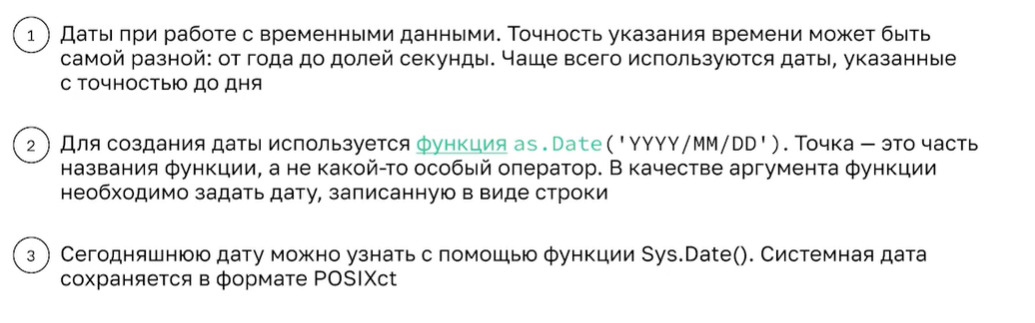 1 Даты при работе с временными данными. Точность указания времени может быть
самой разной: от года до долей секунды. Чаще всего используются даты, указанные
с точностью до дня
2 Для создания даты используется функция as.Date('YYYY/MM/DD'). Точка — это часть
названия функции, а не какой-то особый оператор. В качестве аргумента функции
необходимо задать дату, записанную в виде строки
3 Сегодняшнюю дату можно узнать с помощью функции Sys.Date(). Системная дата
сохраняется в формате POSIXct